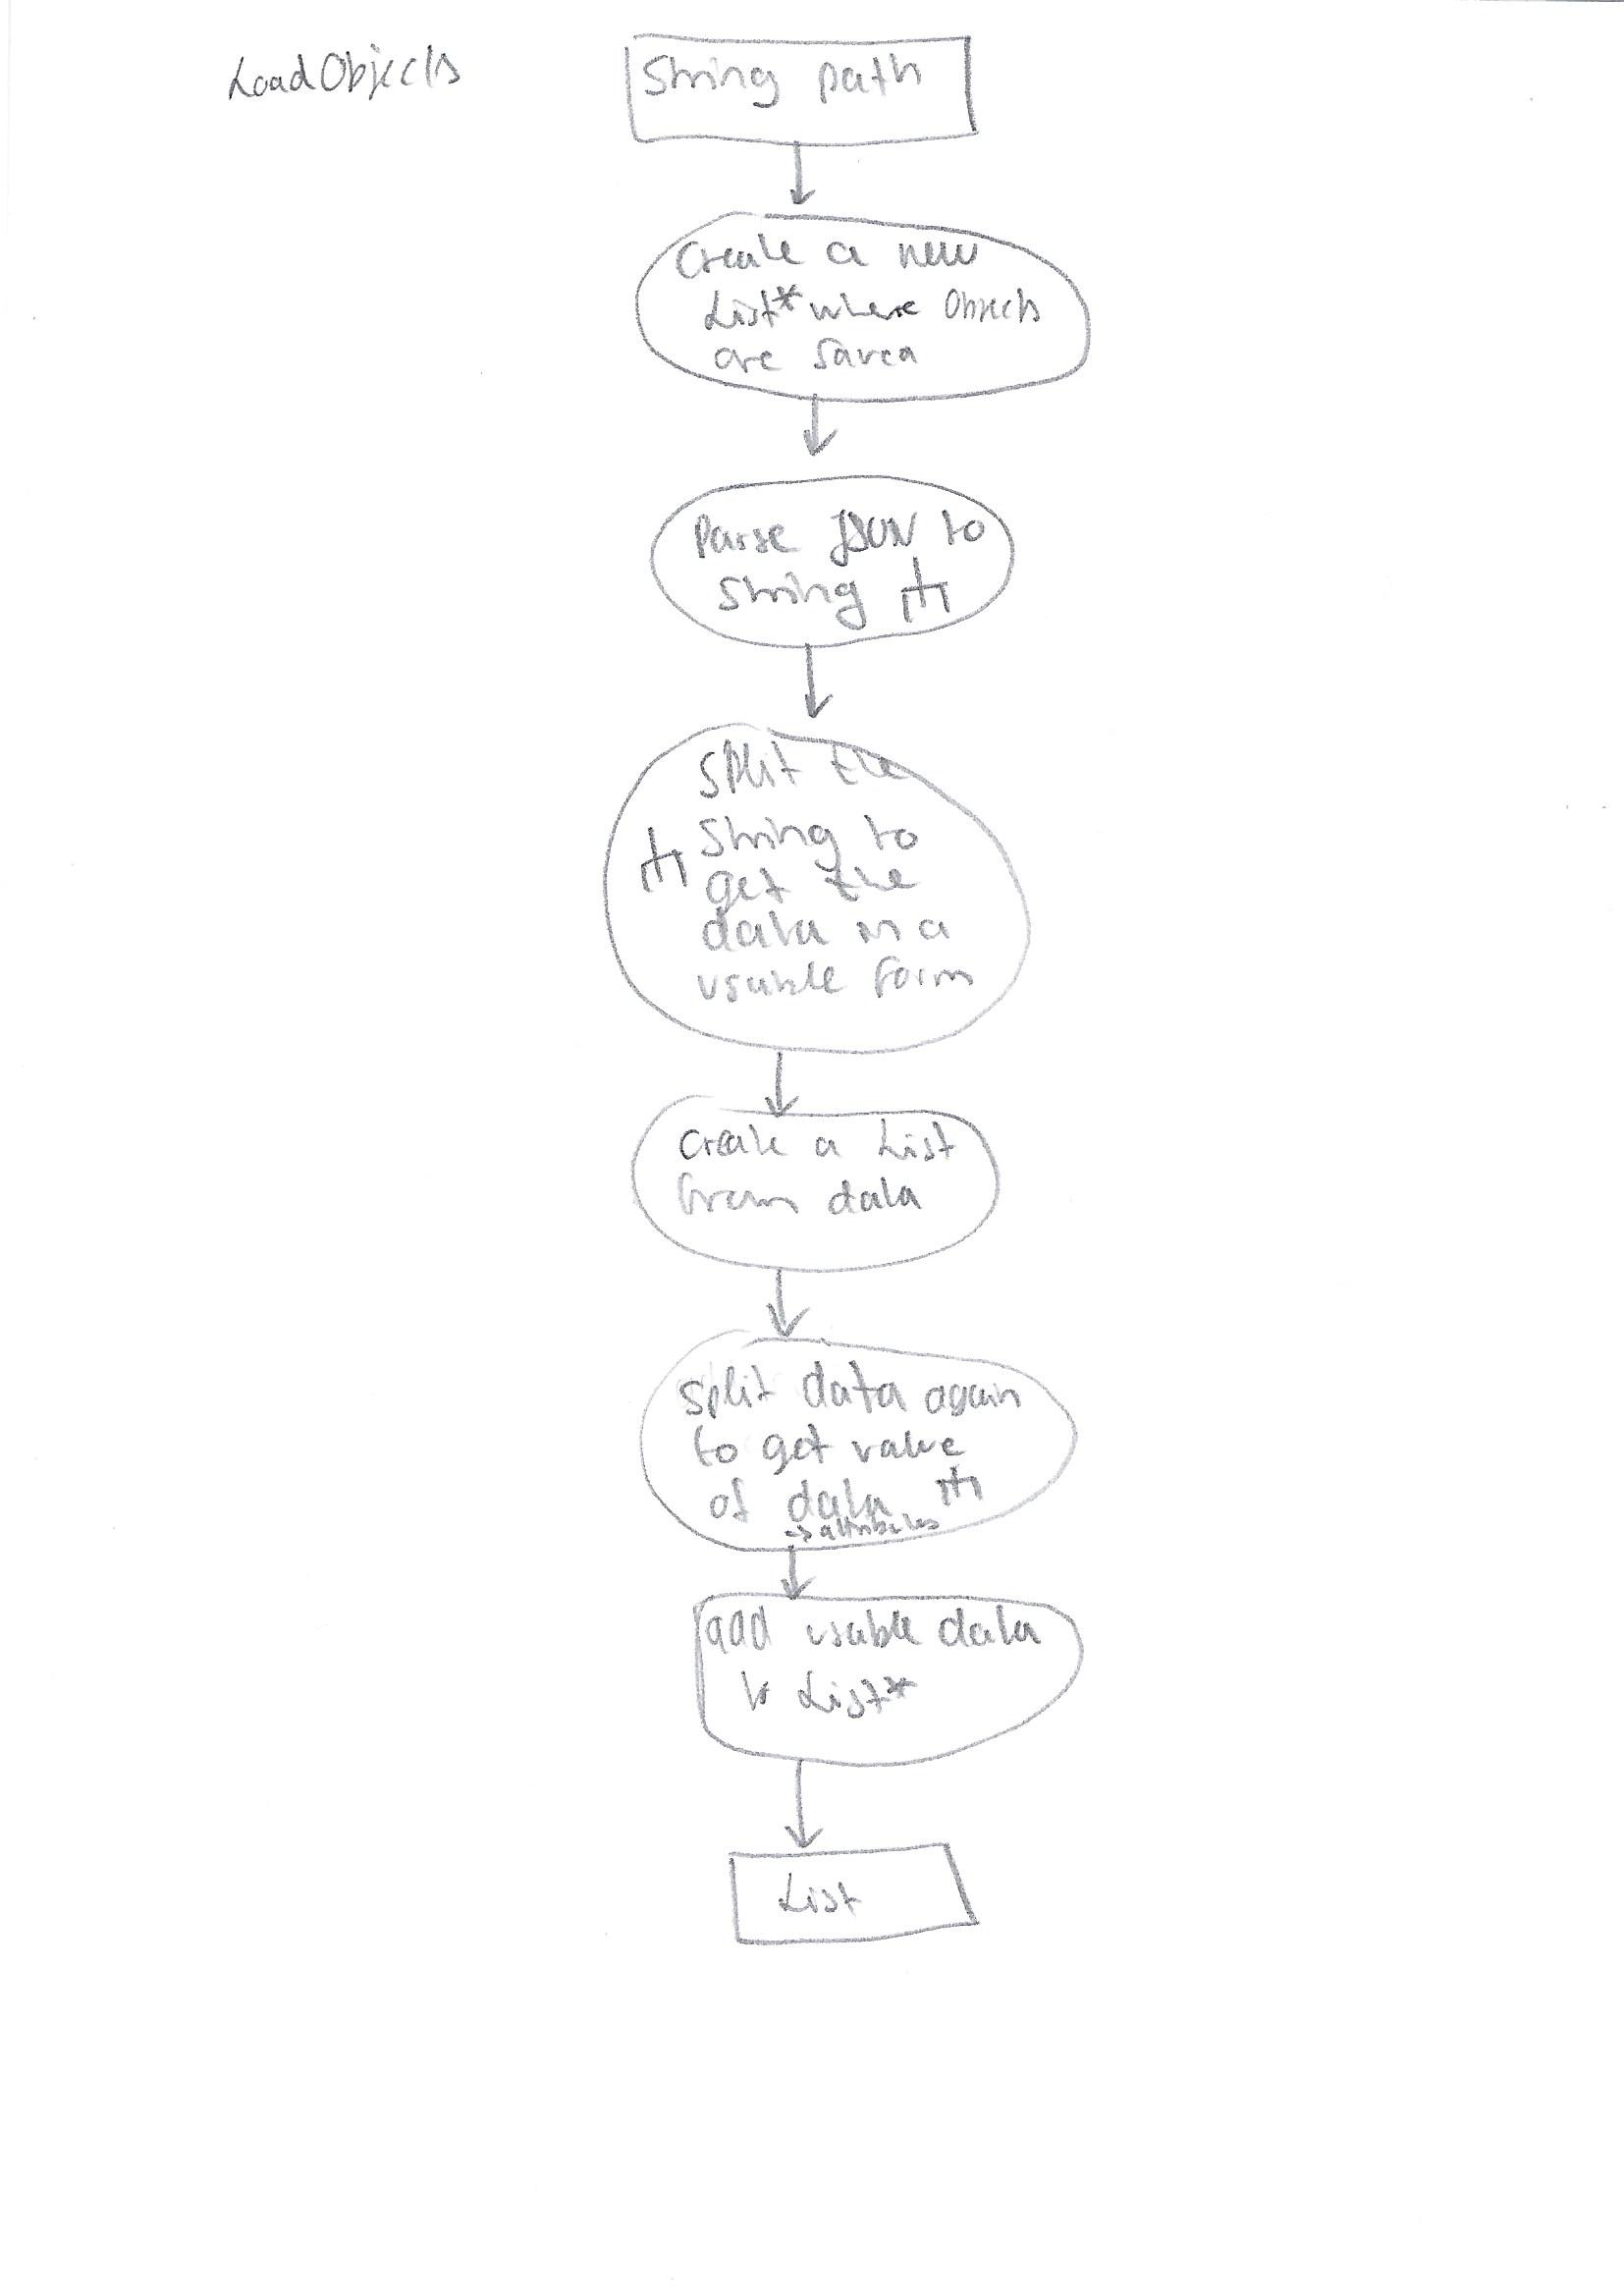 LoadObjects
String path
Create a new
List* where Objects
are saved
Parse JSON to
String
split the
String to
get the
data in a
usable form
create a List
from data
split data again
to get value
of data
→ attributes
add usable data
to List*
List